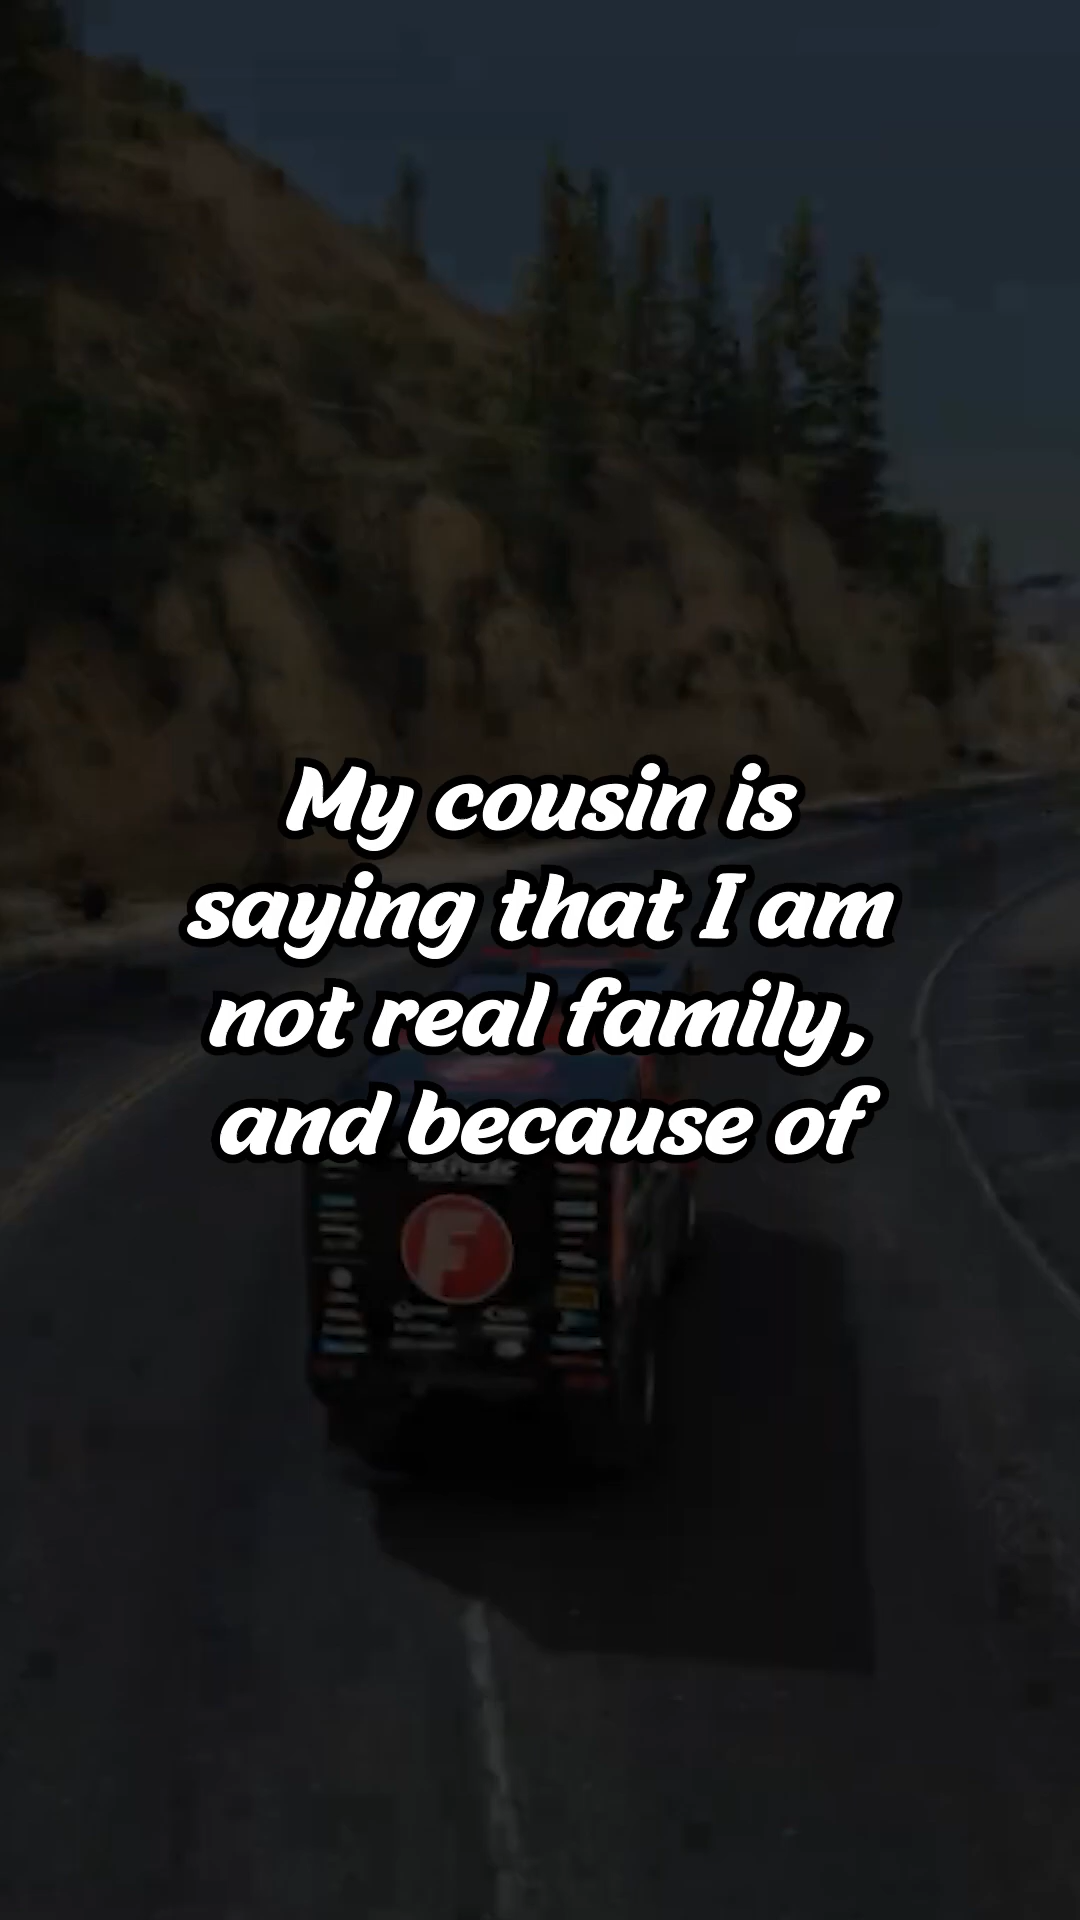 My cousin is
saying that I am
not real family,
and because of
F